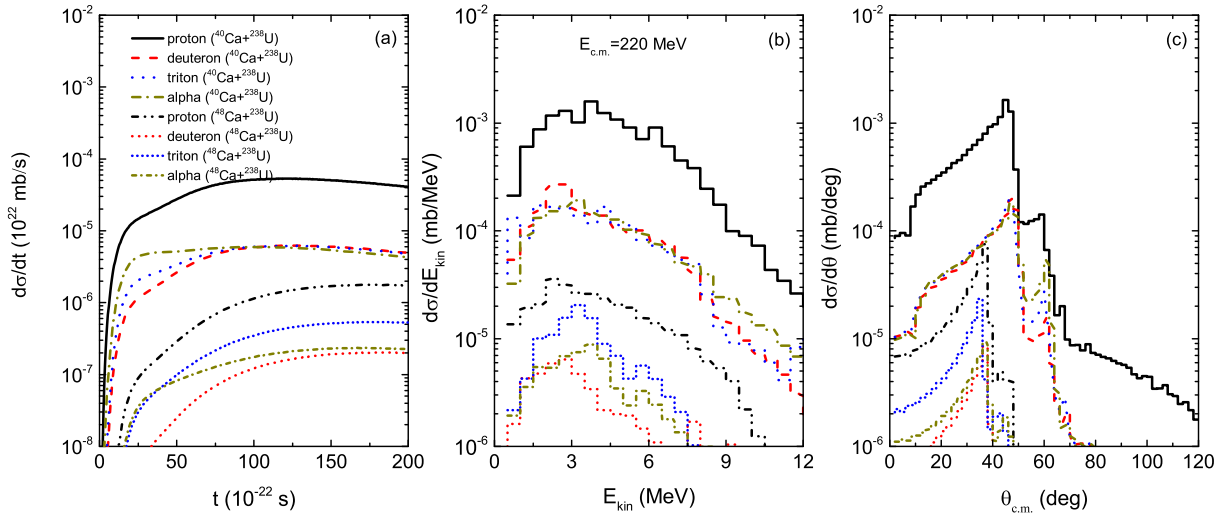 (a)
proton (⁴⁰Ca+²³⁸U)
deuteron (⁴⁰Ca+²³⁸U)
triton (⁴⁰Ca+²³⁸U)
alpha (⁴⁰Ca+²³⁸U)
proton (⁴⁸Ca+²³⁸U)
deuteron (⁴⁸Ca+²³⁸U)
triton (⁴⁸Ca+²³⁸U)
alpha (⁴⁸Ca+²³⁸U)
10⁻²
10⁻³
10⁻⁴
10⁻⁵
10⁻⁶
10⁻⁷
10⁻⁸
dσ/dt (10²² mb/s)
0 50 100 150 200
t (10⁻²² s)
(b)
E_c.m.=220 MeV
10⁻²
10⁻³
10⁻⁴
10⁻⁵
10⁻⁶
dσ/dE_kin (mb/MeV)
0 3 6 9 12
E_kin (MeV)
(c)
10⁻²
10⁻³
10⁻⁴
10⁻⁵
10⁻⁶
dσ/dθ (mb/deg)
0 20 40 60 80 100 120
θ_c.m. (deg)